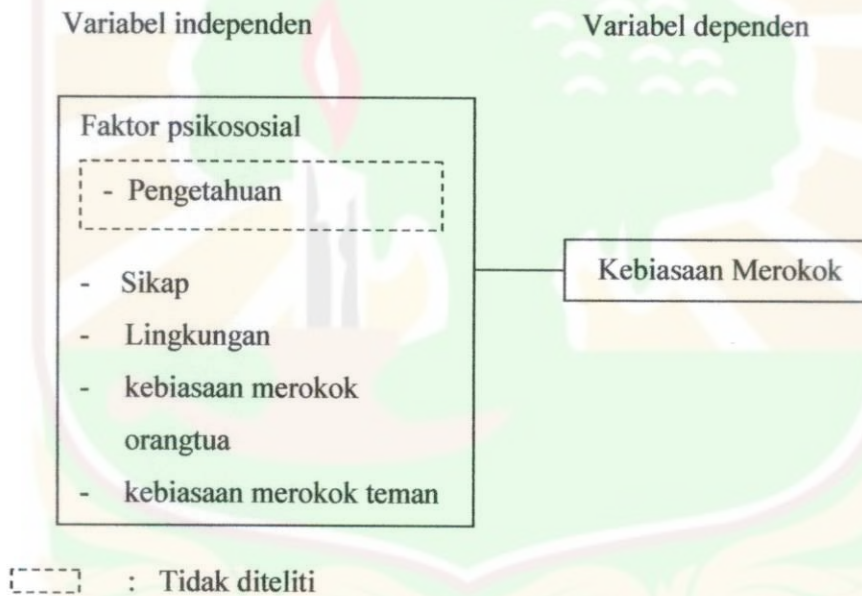 Variabel independen
Variabel dependen
Faktor psikososial
- Pengetahuan
- Sikap
- Lingkungan
- kebiasaan merokok
orangtua
- kebiasaan merokok teman
Kebiasaan Merokok
: Tidak diteliti